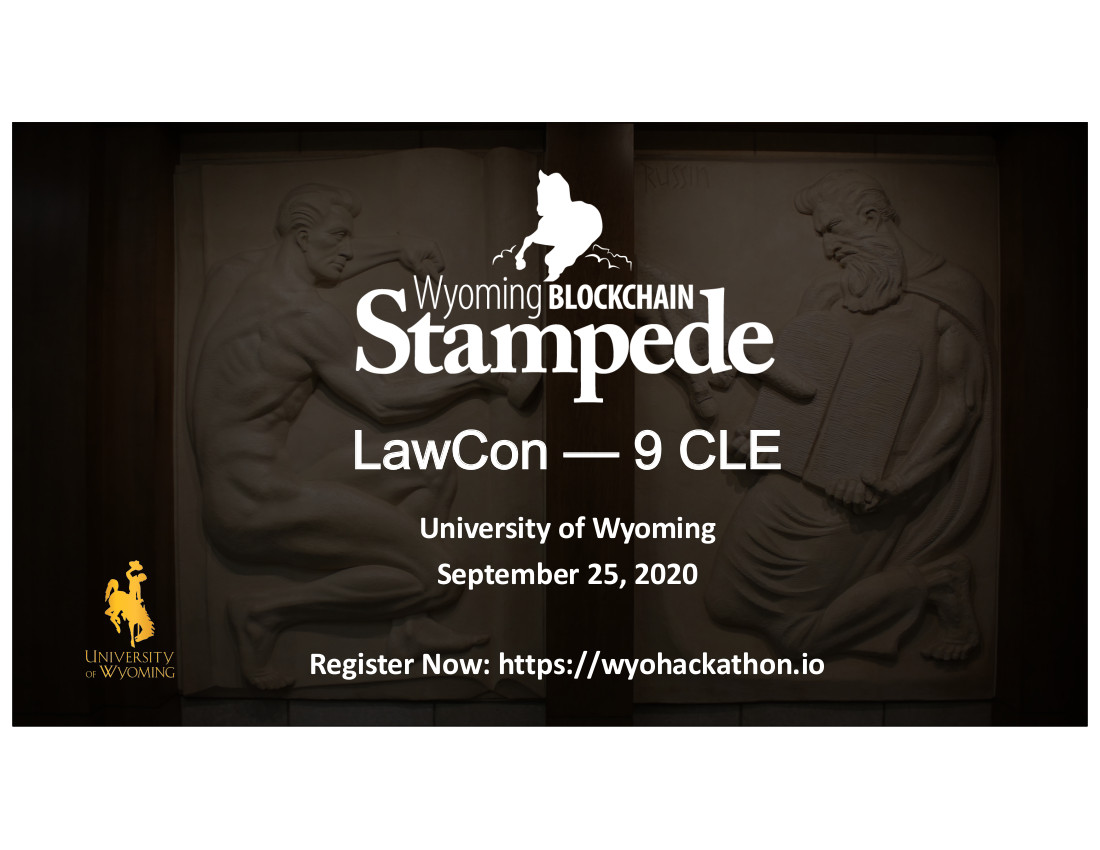 RUSSIN
Wyoming BLOCKCHAIN
Stampede
LawCon — 9 CLE
University of Wyoming
September 25, 2020
UNIVERSITY
OF WYOMING
Register Now: https://wyohackathon.io